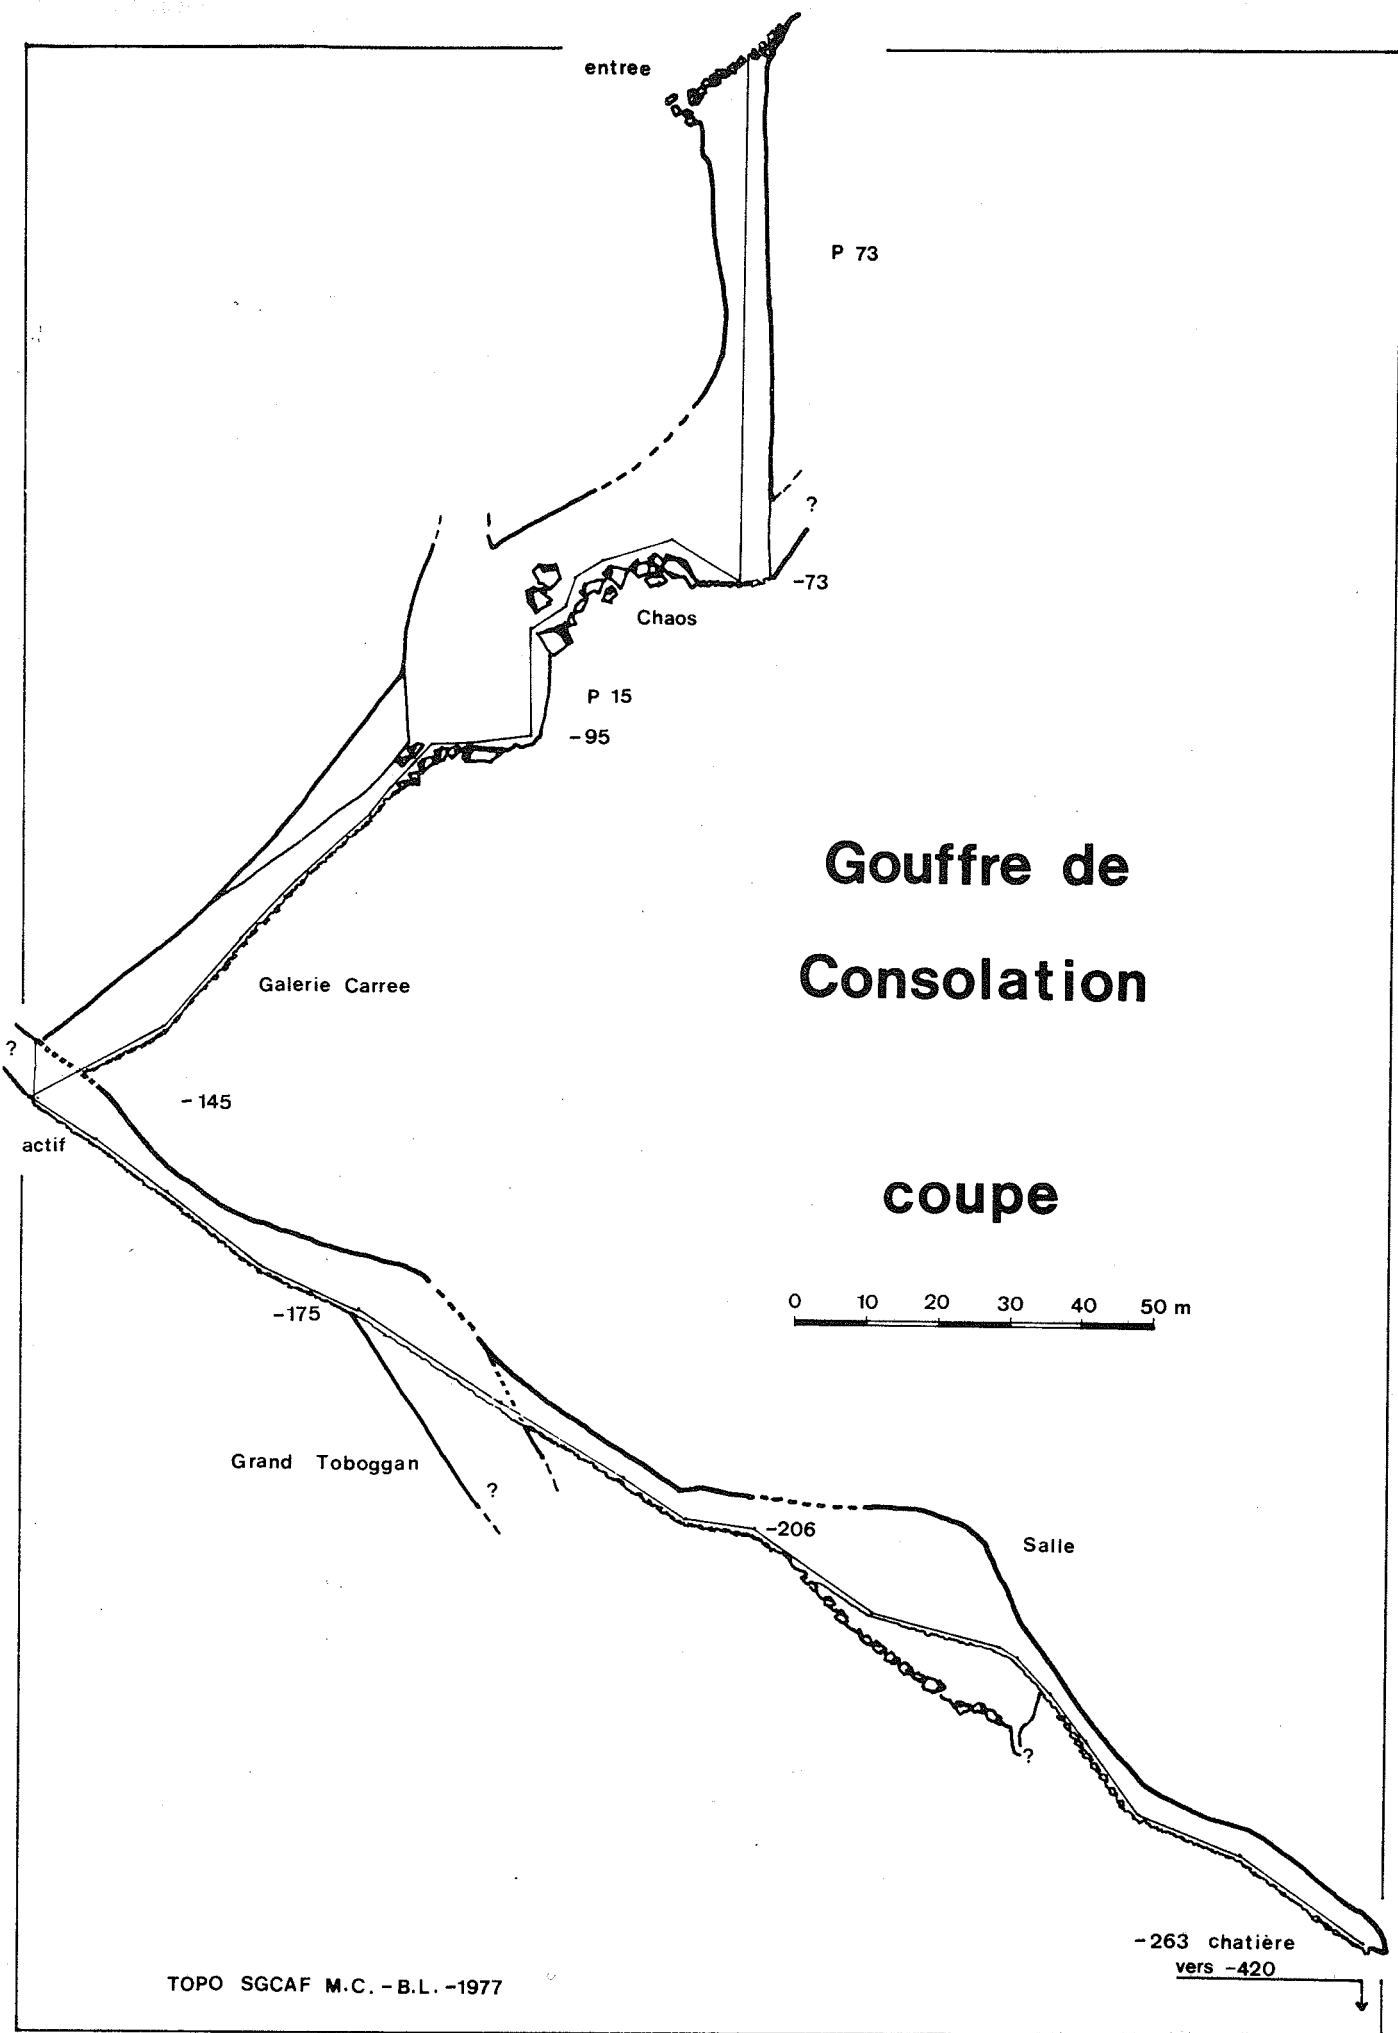 entree
P 73
?
-73
Chaos
P 15
-95
Gouffre de
Consolation
Galerie Carree
?
-145
actif
coupe
0 10 20 30 40 50 m
-175
Grand Toboggan
?
-206
Salle
?
-263 chatière
vers -420
TOPO SGCAF M.C. - B.L. -1977